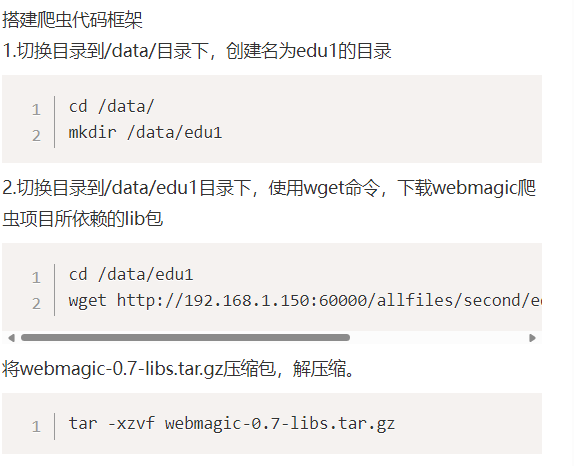 搭建爬虫代码框架
1.切换目录到/data/目录下，创建名为edu1的目录
1 cd /data/
2 mkdir /data/edu1
2.切换目录到/data/edu1目录下，使用wget命令，下载webmagic爬
虫项目所依赖的lib包
1 cd /data/edu1
2 wget http://192.168.1.150:60000/allfiles/second/e
将webmagic-0.7-libs.tar.gz压缩包，解压缩。
1 tar -xzvf webmagic-0.7-libs.tar.gz